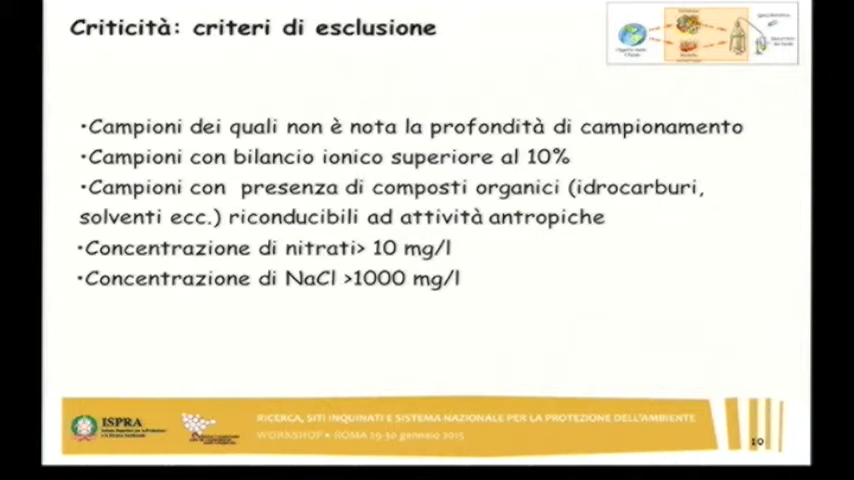 Criticità: criteri di esclusione
•Campioni dei quali non è nota la profondità di campionamento
•Campioni con bilancio ionico superiore al 10%
•Campioni con presenza di composti organici (idrocarburi,
solventi ecc.) riconducibili ad attività antropiche
•Concentrazione di nitrati> 10 mg/l
•Concentrazione di NaCl >1000 mg/l
ISPRA
RICERCA, SITI INQUINATI E SISTEMA NAZIONALE PER LA PROTEZIONE DELL'AMBIENTE
WORKSHOP • ROMA 29-30 gennaio 2015
10